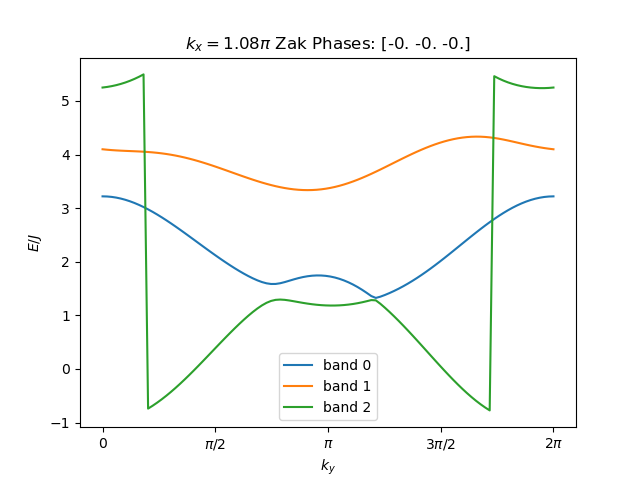 $k_x = 1.08\pi$ Zak Phases: [-0. -0. -0.]
E/J
5
4
3
2
1
0
−1
band 0
band 1
band 2
0
π/2
π
3π/2
2π
$k_y$